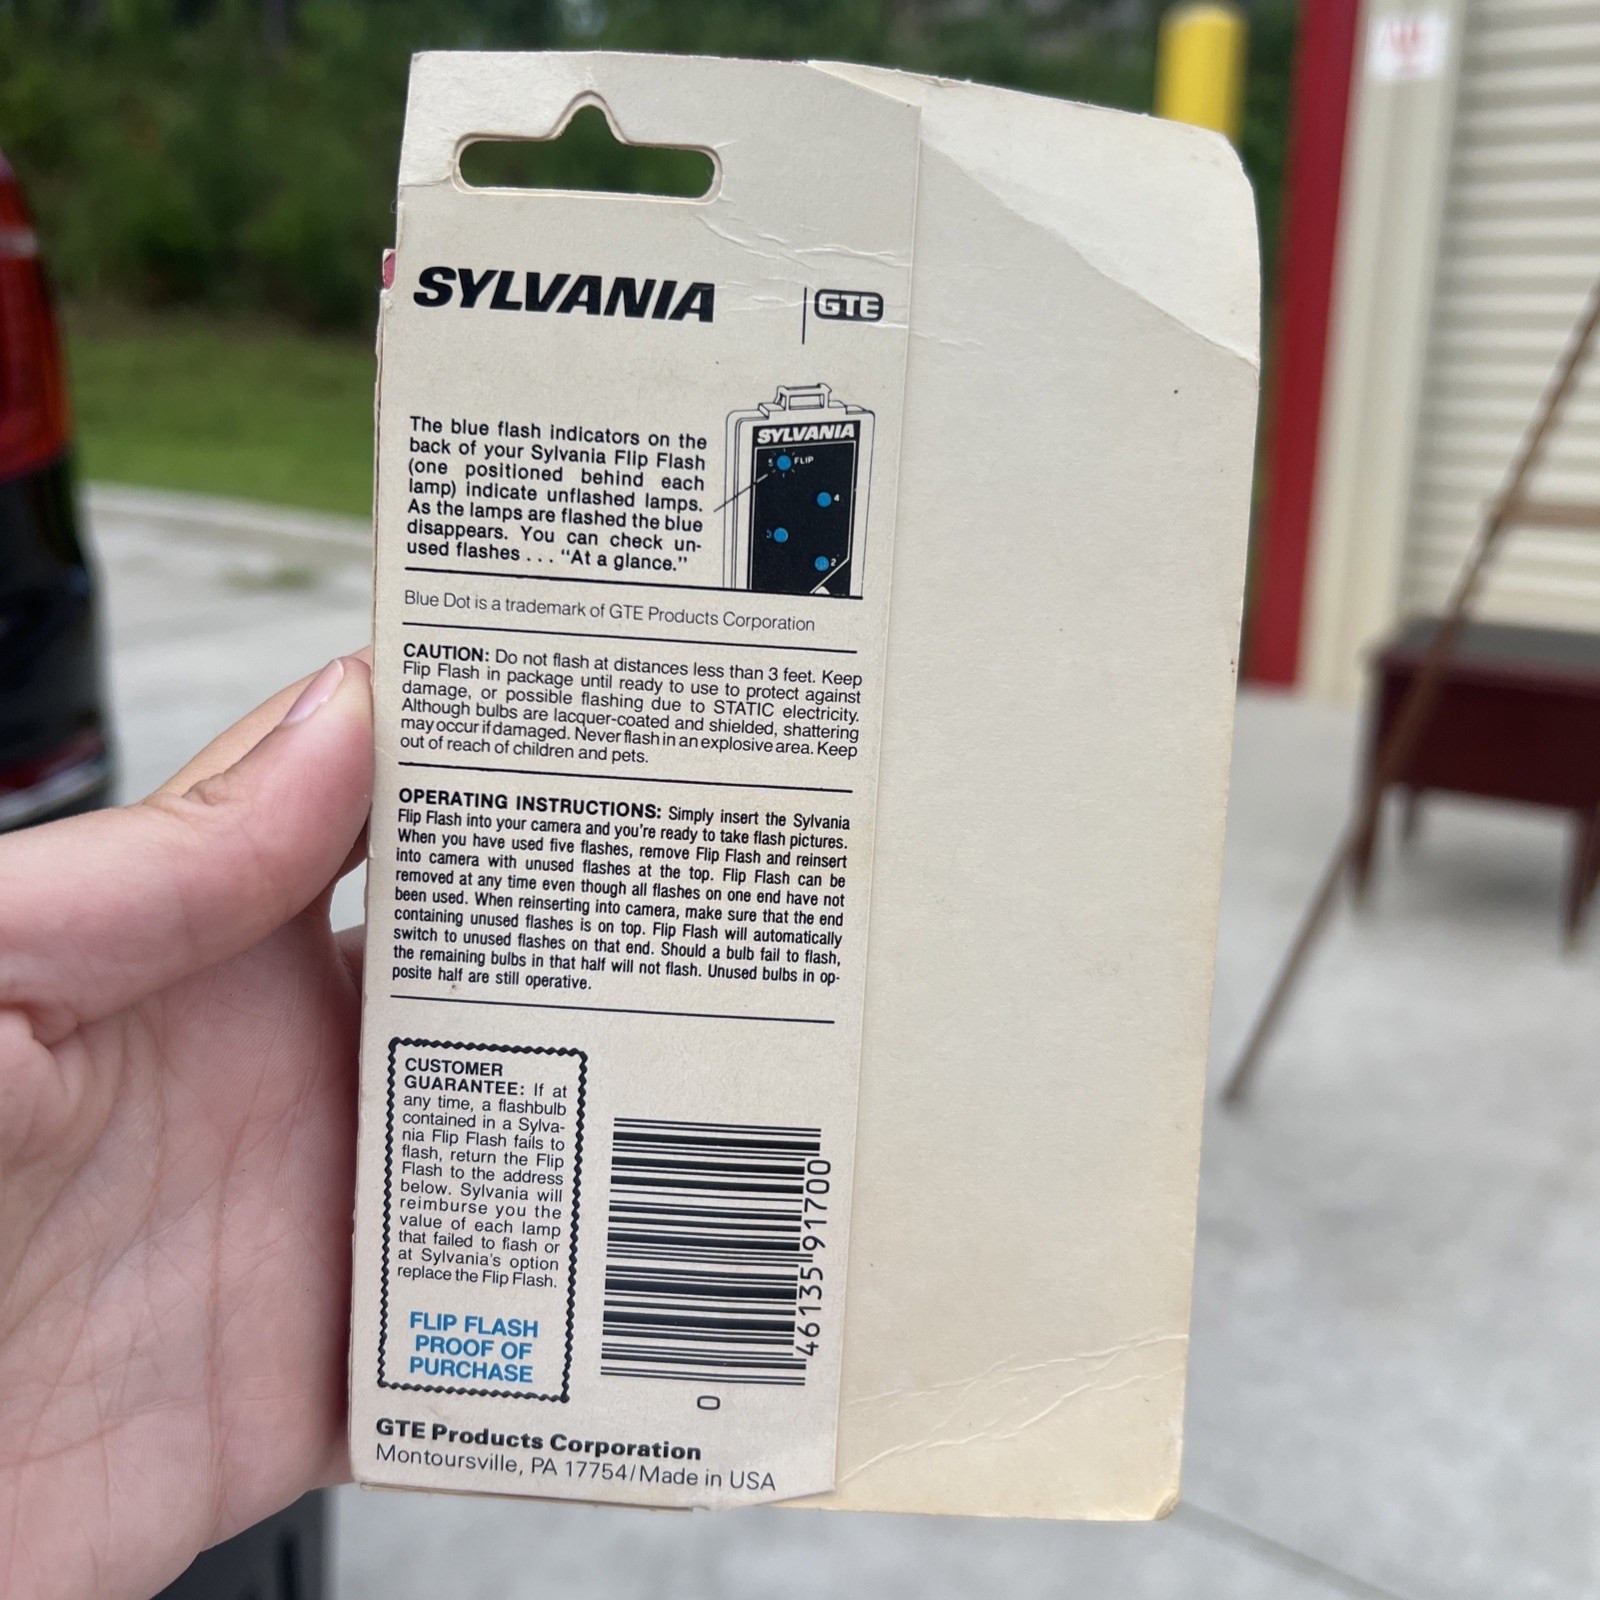 SYLVANIA
GTE
The blue flash indicators on the
back of your Sylvania Flip Flash
(one positioned behind each
lamp) indicate unflashed lamps.
As the lamps are flashed the blue
disappears. You can check un-
used flashes . . . “At a glance.”
SYLVANIA
5 FLIP
4
3
2
Blue Dot is a trademark of GTE Products Corporation
CAUTION: Do not flash at distances less than 3 feet. Keep
Flip Flash in package until ready to use to protect against
damage, or possible flashing due to STATIC electricity.
Although bulbs are lacquer-coated and shielded, shattering
may occur if damaged. Never flash in an explosive area. Keep
out of reach of children and pets.
OPERATING INSTRUCTIONS: Simply insert the Sylvania
Flip Flash into your camera and you're ready to take flash pictures.
When you have used five flashes, remove Flip Flash and reinsert
into camera with unused flashes at the top. Flip Flash can be
removed at any time even though all flashes on one end have not
been used. When reinserting into camera, make sure that the end
containing unused flashes is on top. Flip Flash will automatically
switch to unused flashes on that end. Should a bulb fail to flash,
the remaining bulbs in that half will not flash. Unused bulbs in op-
posite half are still operative.
CUSTOMER
GUARANTEE: If at
any time, a flashbulb
contained in a Sylva-
nia Flip Flash fails to
flash, return the Flip
Flash to the address
below. Sylvania will
reimburse you the
value of each lamp
that failed to flash or
at Sylvania's option
replace the Flip Flash.
FLIP FLASH
PROOF OF
PURCHASE
46135 91700
0
GTE Products Corporation
Montoursville, PA 17754/Made in USA